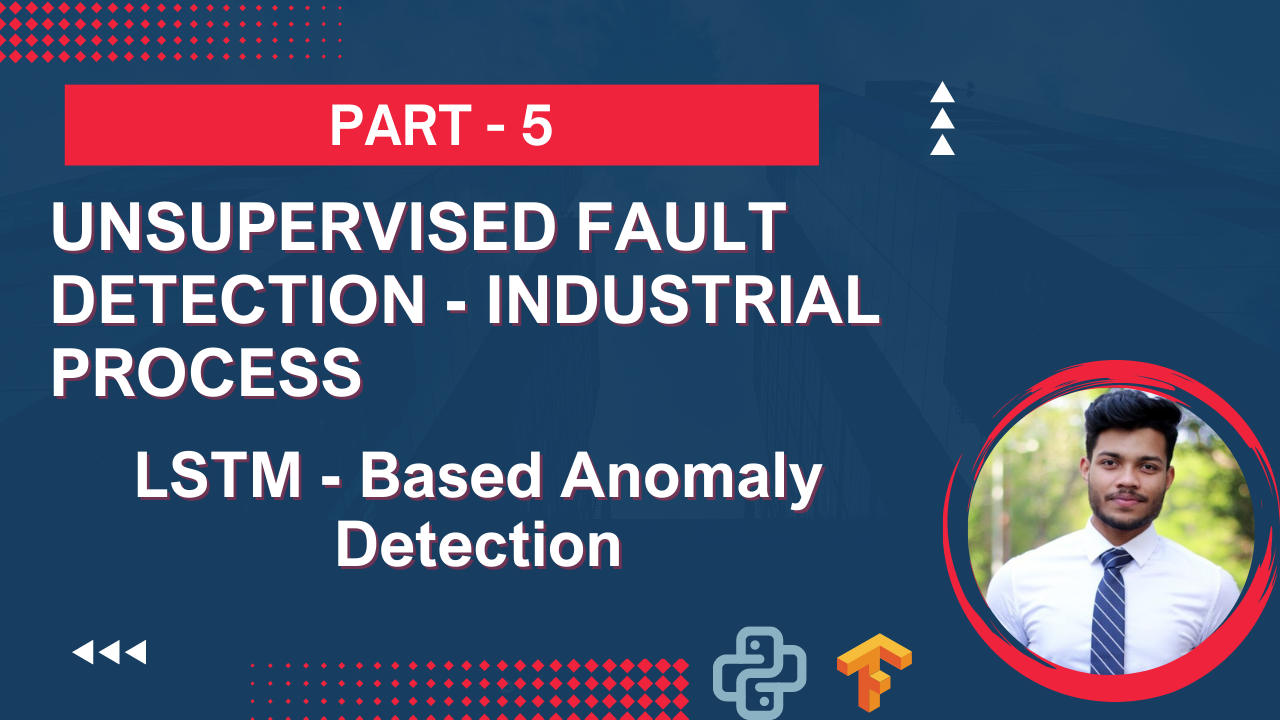 PART - 5
UNSUPERVISED FAULT
DETECTION - INDUSTRIAL
PROCESS
LSTM - Based Anomaly
Detection